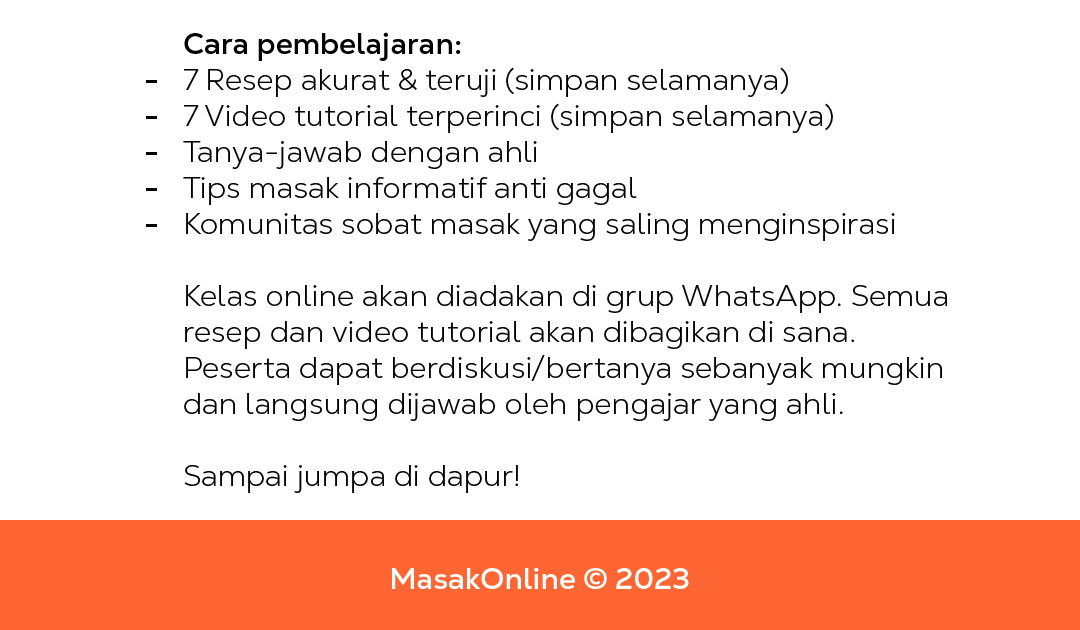 Cara pembelajaran:
- 7 Resep akurat & teruji (simpan selamanya)
- 7 Video tutorial terperinci (simpan selamanya)
- Tanya-jawab dengan ahli
- Tips masak informatif anti gagal
- Komunitas sobat masak yang saling menginspirasi
Kelas online akan diadakan di grup WhatsApp. Semua
resep dan video tutorial akan dibagikan di sana.
Peserta dapat berdiskusi/bertanya sebanyak mungkin
dan langsung dijawab oleh pengajar yang ahli.
Sampai jumpa di dapur!
MasakOnline © 2023